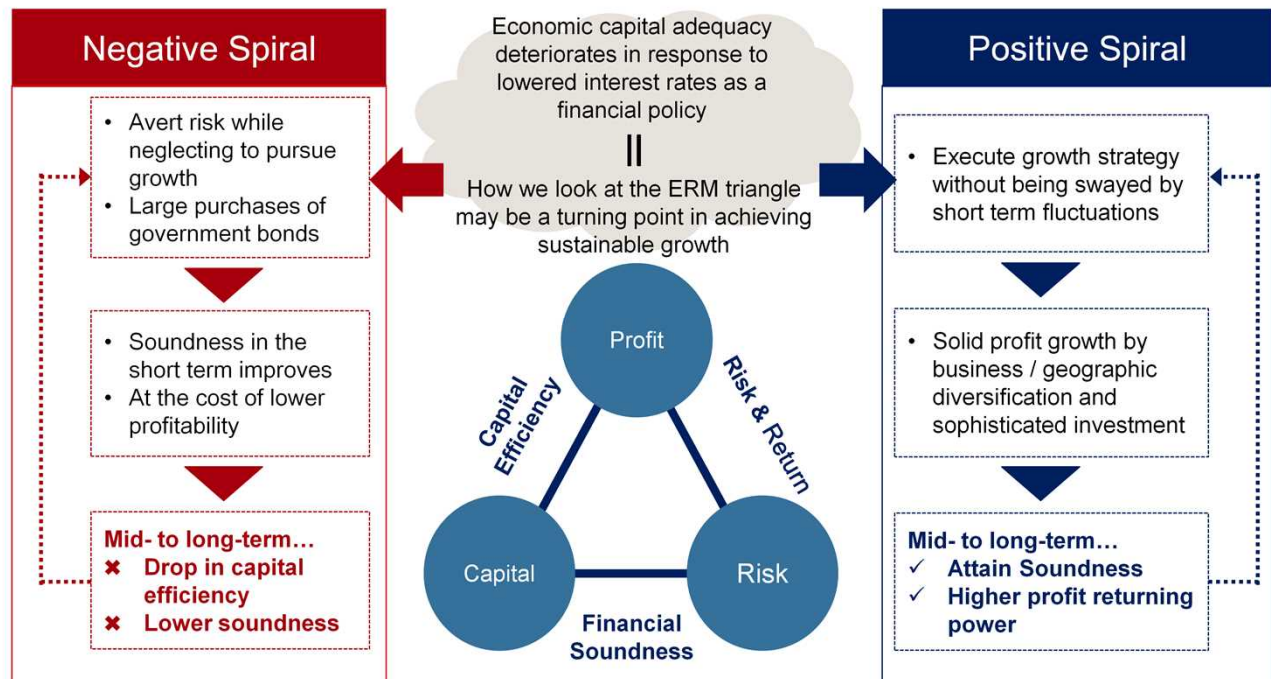 Negative Spiral
• Avert risk while
neglecting to pursue
growth
• Large purchases of
government bonds
• Soundness in the
short term improves
• At the cost of lower
profitability
Mid- to long-term…
✖ Drop in capital
efficiency
✖ Lower soundness
Economic capital adequacy
deteriorates in response to
lowered interest rates as a
financial policy
||
How we look at the ERM triangle
may be a turning point in achieving
sustainable growth
Profit
Capital
Efficiency
Risk & Return
Capital
Risk
Financial
Soundness
Positive Spiral
• Execute growth strategy
without being swayed by
short term fluctuations
• Solid profit growth by
business / geographic
diversification and
sophisticated investment
Mid- to long-term…
✓ Attain Soundness
✓ Higher profit returning
power